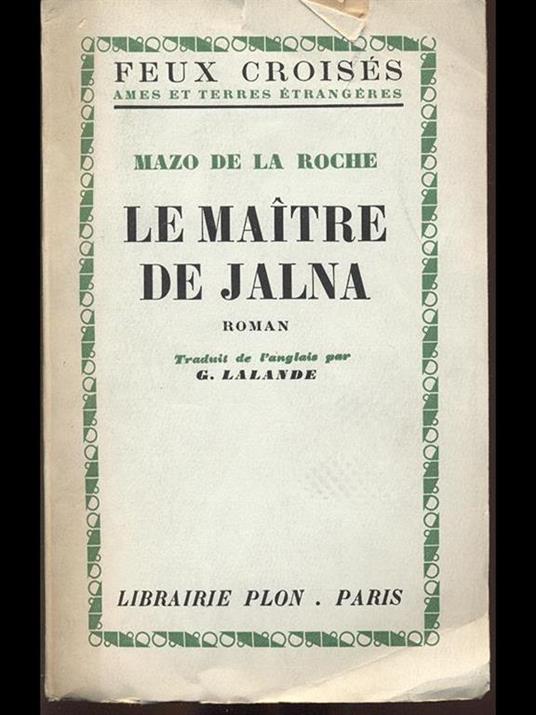 FEUX CROISÉS
AMES ET TERRES ÉTRANGÈRES
MAZO DE LA ROCHE
LE MAÎTRE
DE JALNA
ROMAN
Traduit de l'anglais par
G. LALANDE
LIBRAIRIE PLON . PARIS